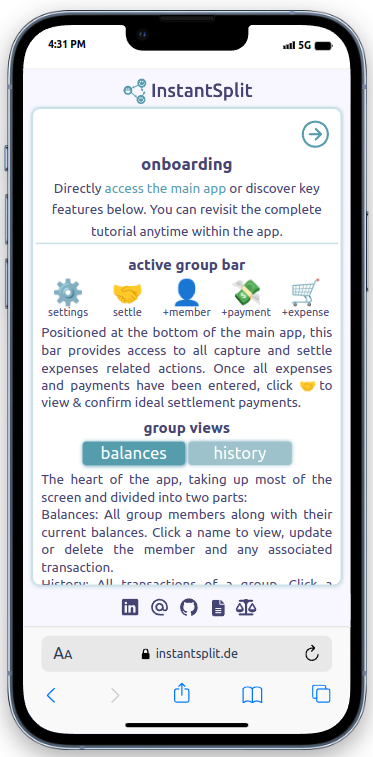 4:31 PM
5G
InstantSplit
onboarding
Directly access the main app or discover key
features below. You can revisit the complete
tutorial anytime within the app.
active group bar
settings settle +member +payment +expense
Positioned at the bottom of the main app, this
bar provides access to all capture and settle
expenses related actions. Once all expenses
and payments have been entered, click 🤝 to
view & confirm ideal settlement payments.
group views
balances history
The heart of the app, taking up most of the
screen and divided into two parts:
Balances: All group members along with their
current balances. Click a name to view, update
or delete the member and any associated
transaction.
History: All transactions of a group. Click a
in @
AA instantsplit.de